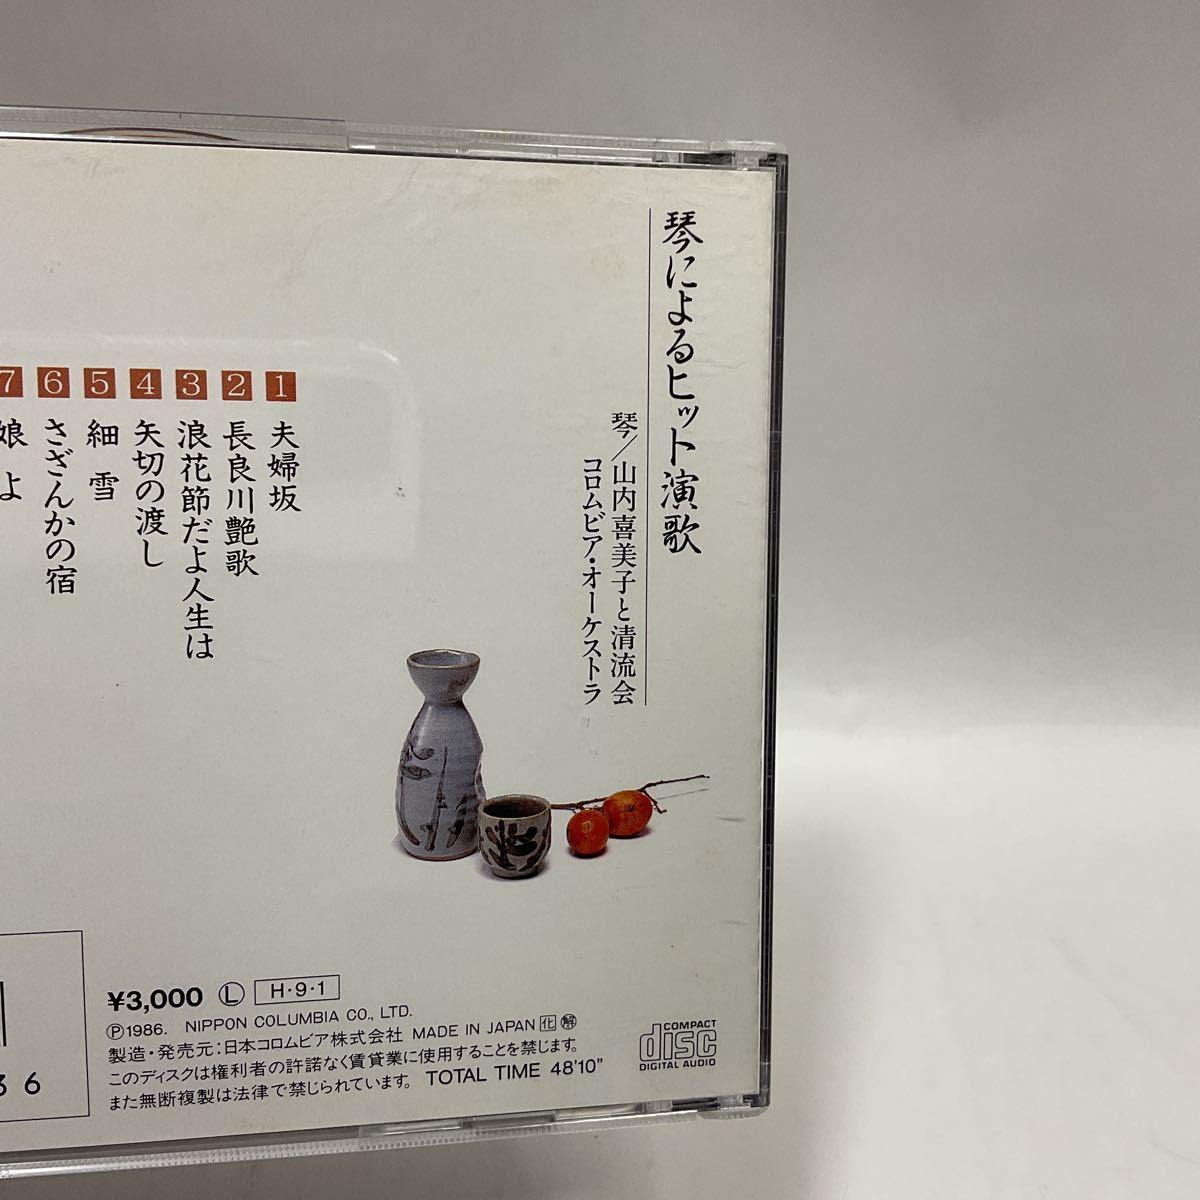 琴によるヒット演歌
琴／山内喜美子と清流会
コロムビア・オーケストラ
1 夫婦坂
2 長良川艶歌
3 浪花節だよ人生は
4 矢切の渡し
5 細雪
6 さざんかの宿
7 娘よ
36
¥3,000 Ⓛ H・9・1
Ⓟ1986. NIPPON COLUMBIA CO., LTD.
製造・発売元：日本コロムビア株式会社 MADE IN JAPAN 化 解
このディスクは権利者の許諾なく賃貸業に使用することを禁じます。
また無断複製は法律で禁じられています。 TOTAL TIME 48'10"
COMPACT
disc
DIGITAL AUDIO